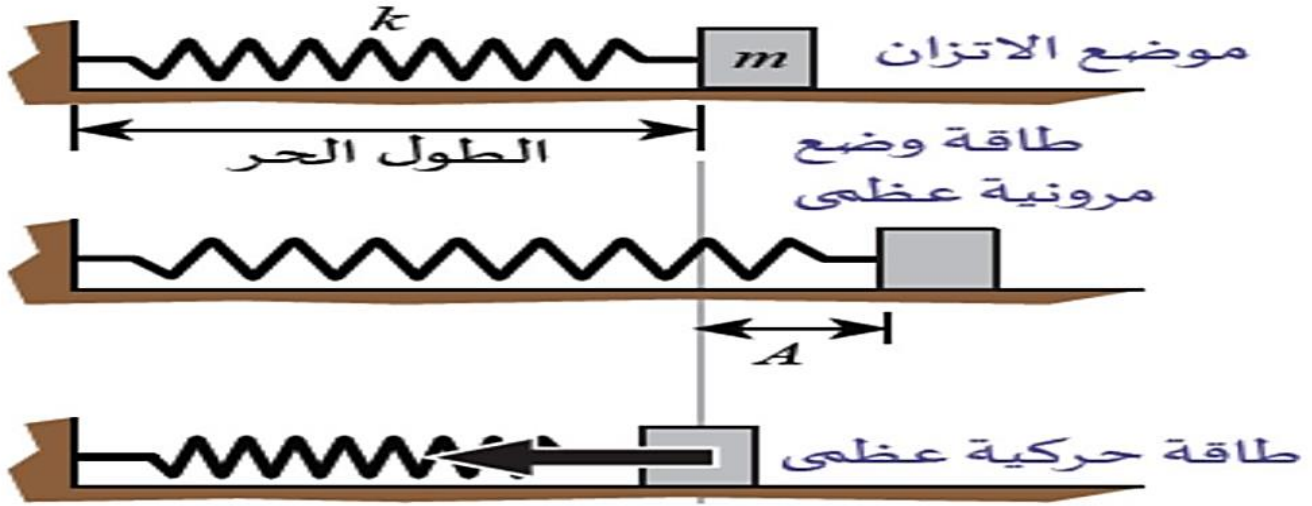 k
m
موضع الاتزان
الطول الحر
طاقة وضع
مرونية عظمى
A
طاقة حركية عظمى